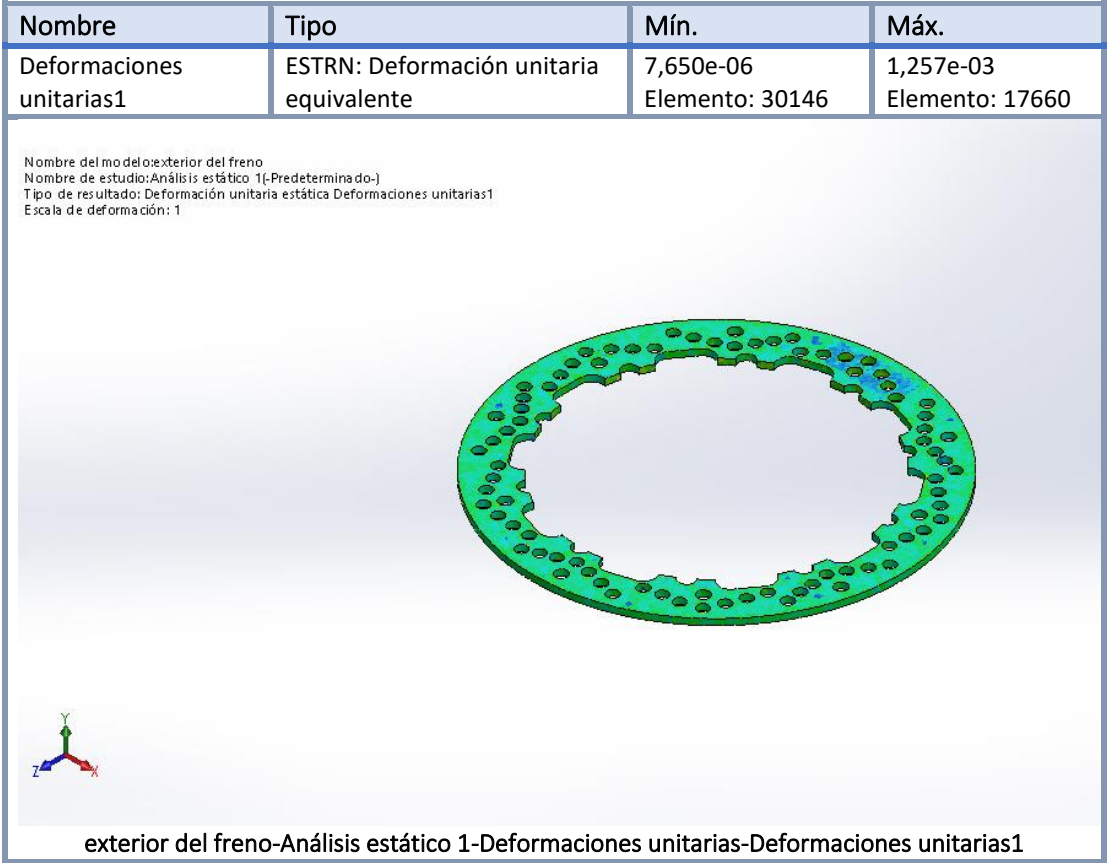 Nombre Tipo Mín. Máx.
Deformaciones unitarias1 ESTRN: Deformación unitaria equivalente 7,650e-06 Elemento: 30146 1,257e-03 Elemento: 17660
Nombre del modelo:exterior del freno
Nombre de estudio:Análisis estático 1(-Predeterminado-)
Tipo de resultado: Deformación unitaria estática Deformaciones unitarias1
Escala de deformación: 1
Y
Z X
exterior del freno-Análisis estático 1-Deformaciones unitarias-Deformaciones unitarias1